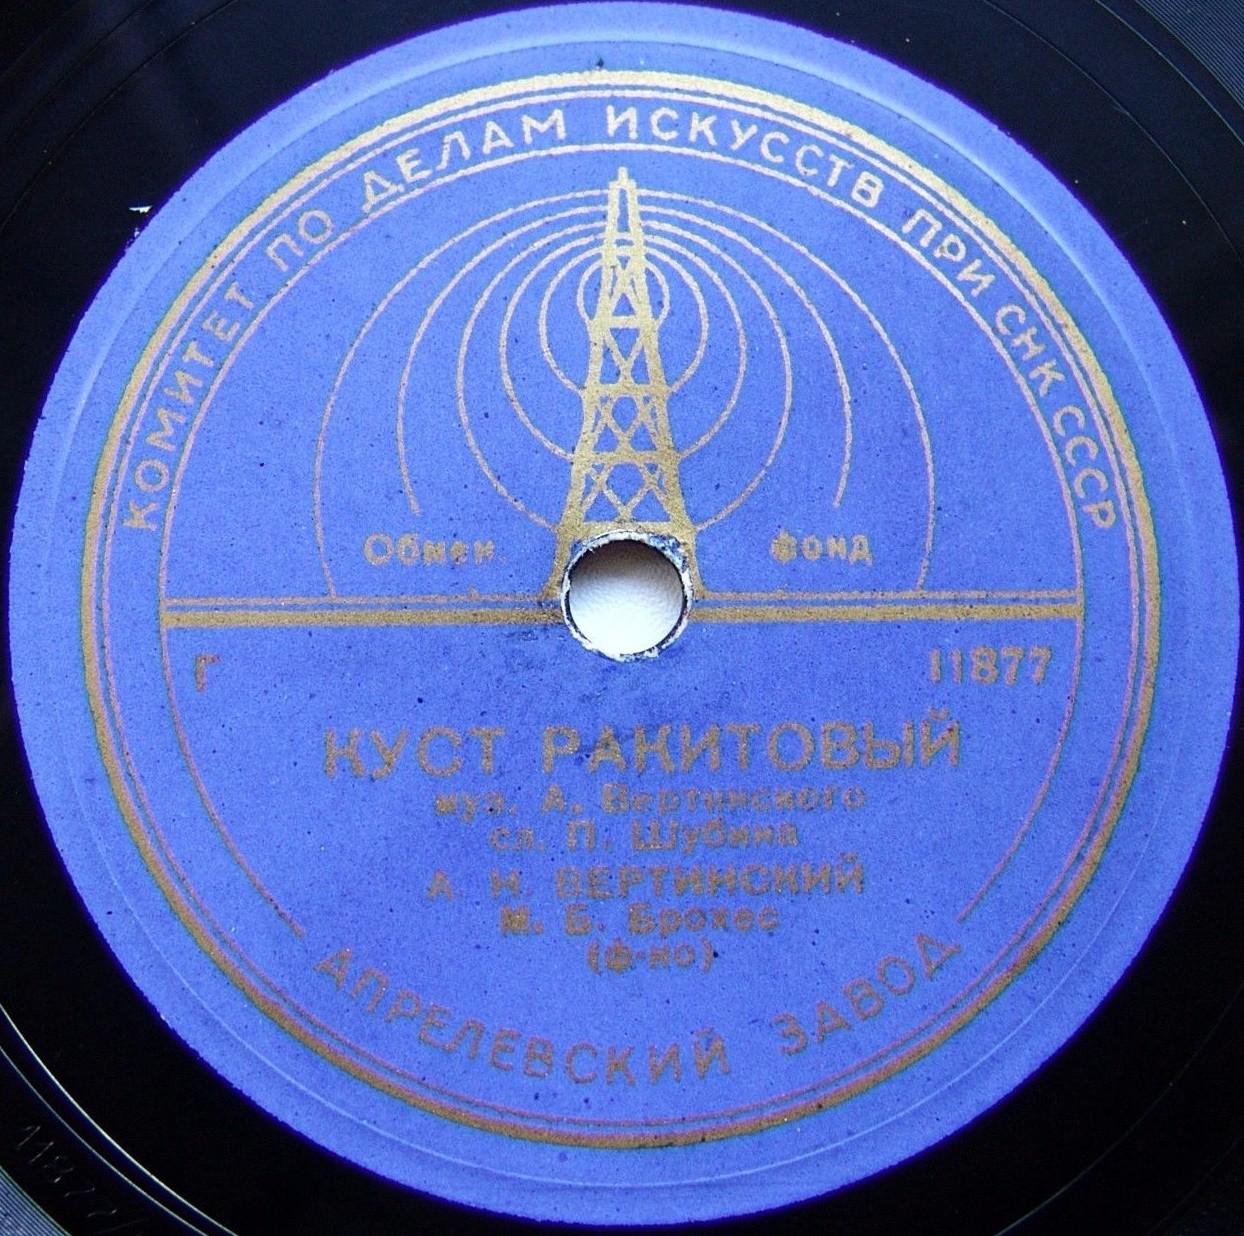 КОМИТЕТ ПО ДЕЛАМ ИСКУССТВ ПРИ СНК СССР
Обмен. фонд
Г 11877
КУСТ РАКИТОВЫЙ
муз. А. Вертинского
сл. П. Шубина
А. Н. ВЕРТИНСКИЙ
М. Б. Брохес
(ф-но)
АПРЕЛЕВСКИЙ ЗАВОД